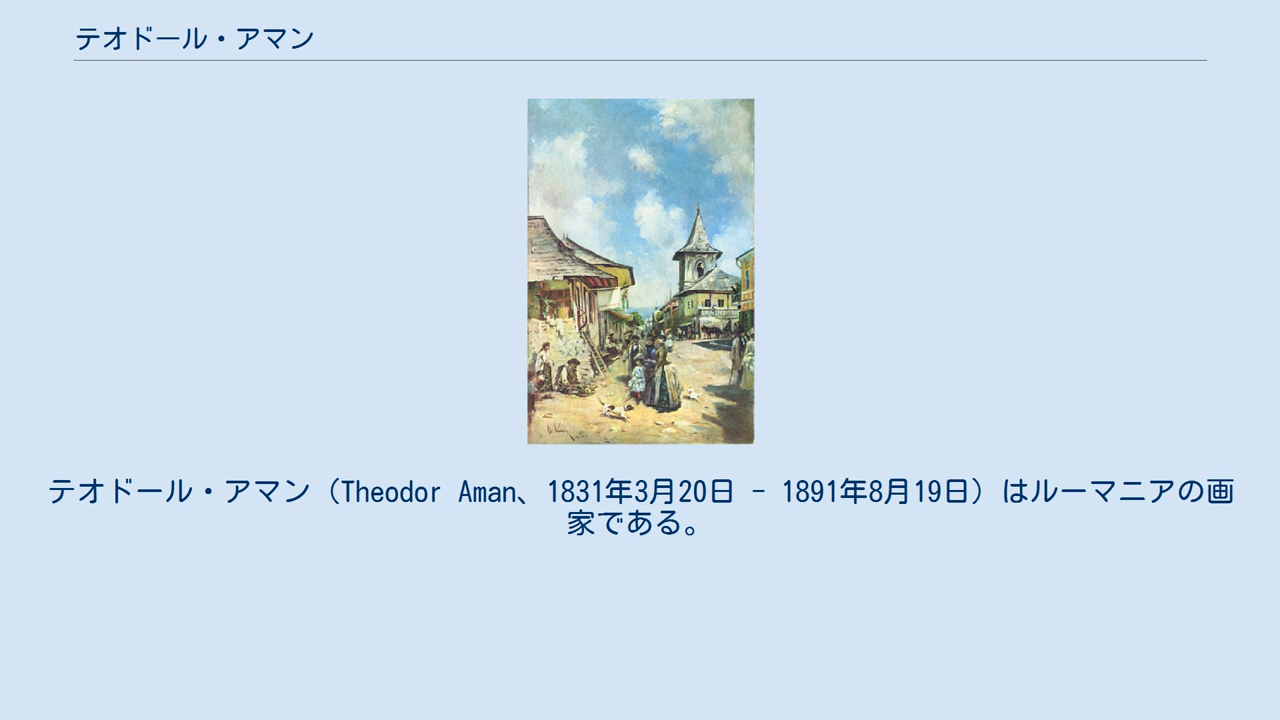 テオドール・アマン
テオドール・アマン（Theodor Aman、1831年3月20日 - 1891年8月19日）はルーマニアの画
家である。